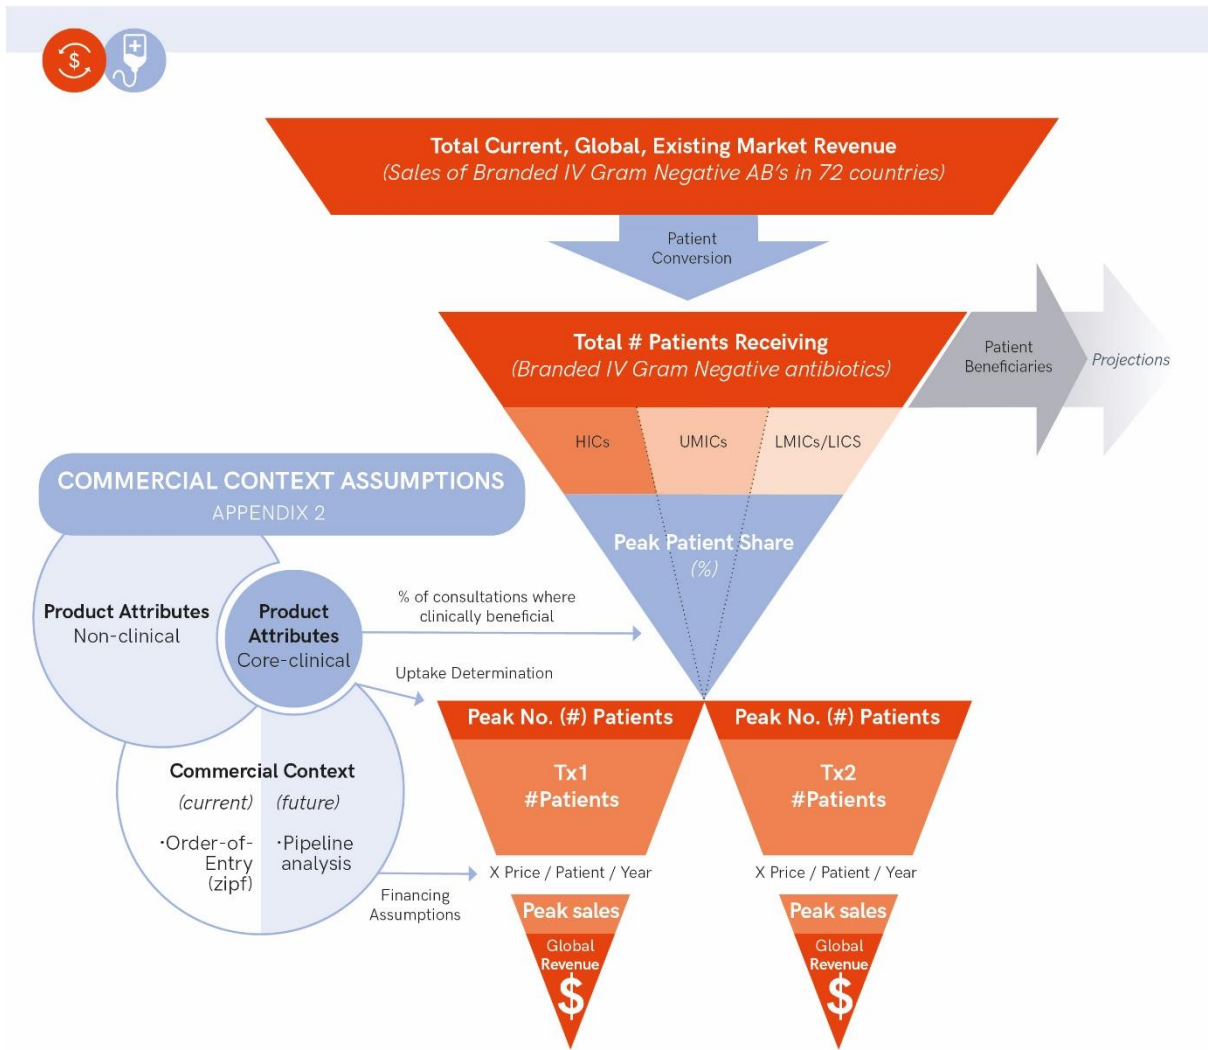 $
Total Current, Global, Existing Market Revenue
(Sales of Branded IV Gram Negative AB's in 72 countries)
Patient
Conversion
Total # Patients Receiving
(Branded IV Gram Negative antibiotics)
Patient
Beneficiaries
Projections
HICs
UMICs
LMICs/LICS
Peak Patient Share
(%)
COMMERCIAL CONTEXT ASSUMPTIONS
APPENDIX 2
Product Attributes
Non-clinical
Product
Attributes
Core-clinical
% of consultations where
clinically beneficial
Uptake Determination
Commercial Context
(current)
(future)
·Order-of-
Entry
(zipf)
·Pipeline
analysis
Financing
Assumptions
Peak No. (#) Patients
Tx1
#Patients
X Price / Patient / Year
Peak sales
Global
Revenue
$
Peak No. (#) Patients
Tx2
#Patients
X Price / Patient / Year
Peak sales
Global
Revenue
$